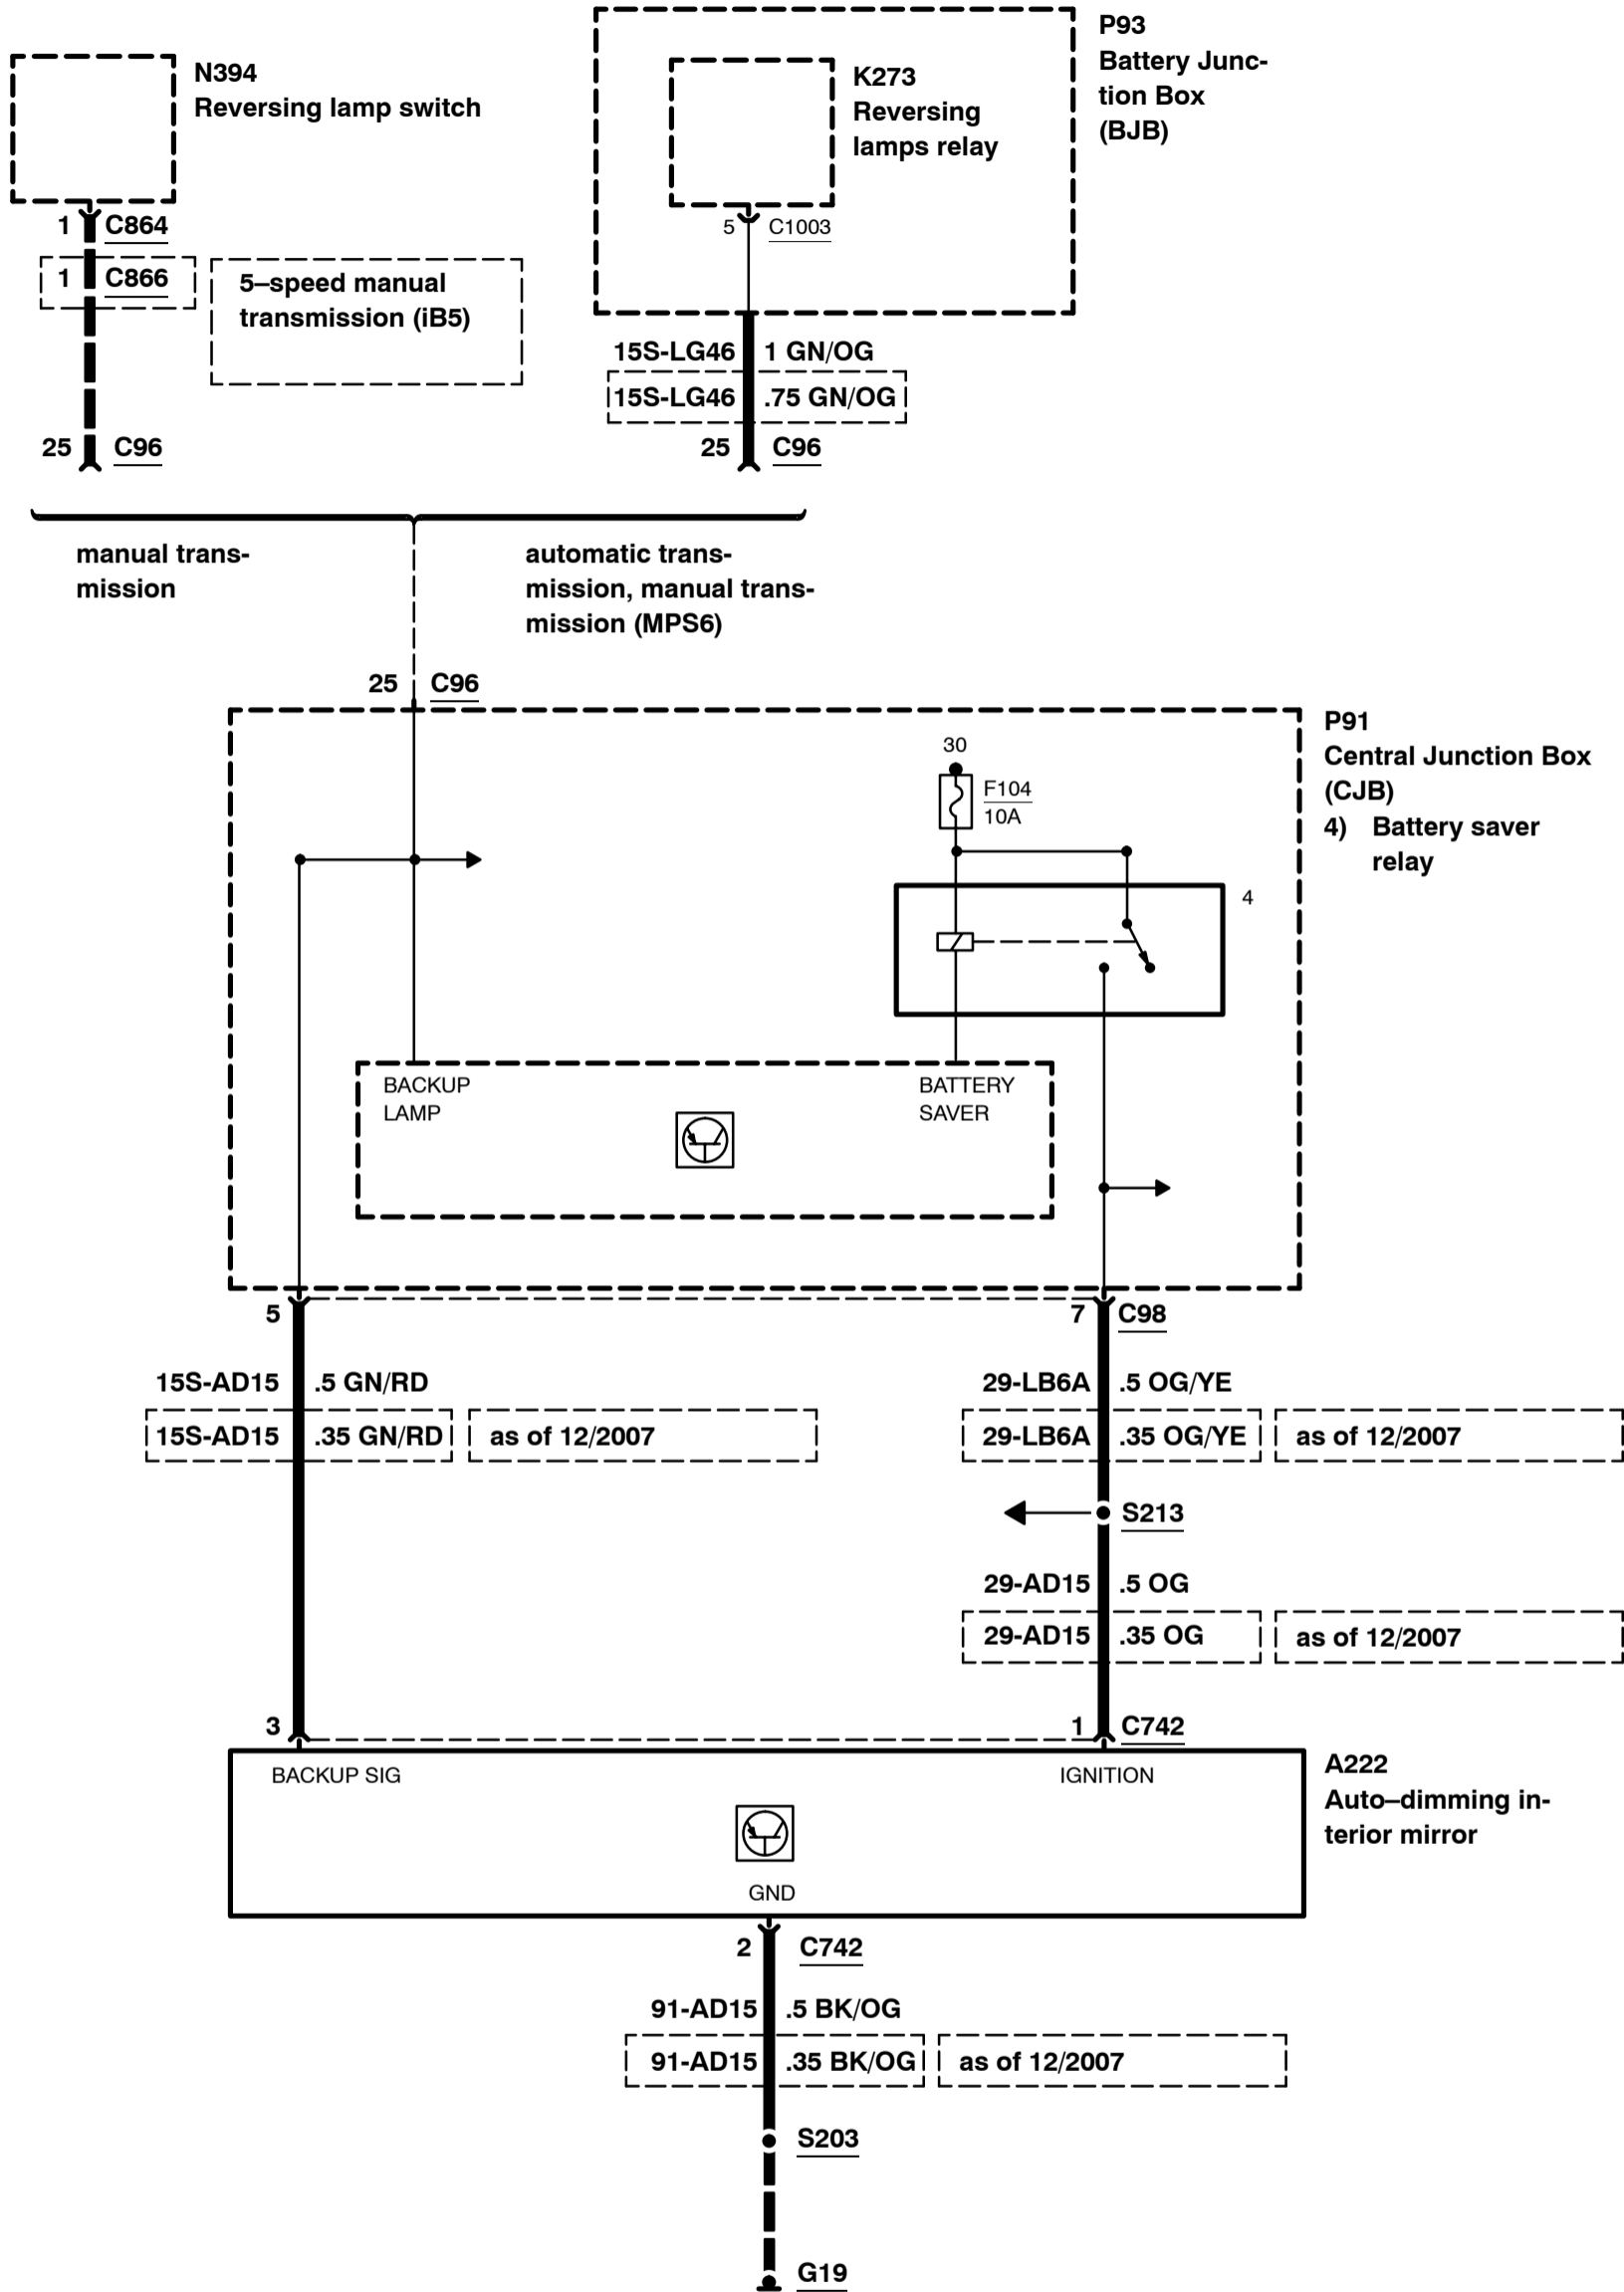 N394
Reversing lamp switch
1 C864
1 C866
5–speed manual
transmission (iB5)
25 C96
P93
Battery Junc-
tion Box
(BJB)
K273
Reversing
lamps relay
5 C1003
15S-LG46 1 GN/OG
15S-LG46 .75 GN/OG
25 C96
manual trans-
mission
automatic trans-
mission, manual trans-
mission (MPS6)
25 C96
P91
Central Junction Box
(CJB)
4) Battery saver
relay
30
F104
10A
4
BACKUP
LAMP
BATTERY
SAVER
5
7 C98
15S-AD15 .5 GN/RD
15S-AD15 .35 GN/RD as of 12/2007
29-LB6A .5 OG/YE
29-LB6A .35 OG/YE as of 12/2007
S213
29-AD15 .5 OG
29-AD15 .35 OG as of 12/2007
3
1 C742
BACKUP SIG
IGNITION
GND
A222
Auto–dimming in-
terior mirror
2 C742
91-AD15 .5 BK/OG
91-AD15 .35 BK/OG as of 12/2007
S203
G19